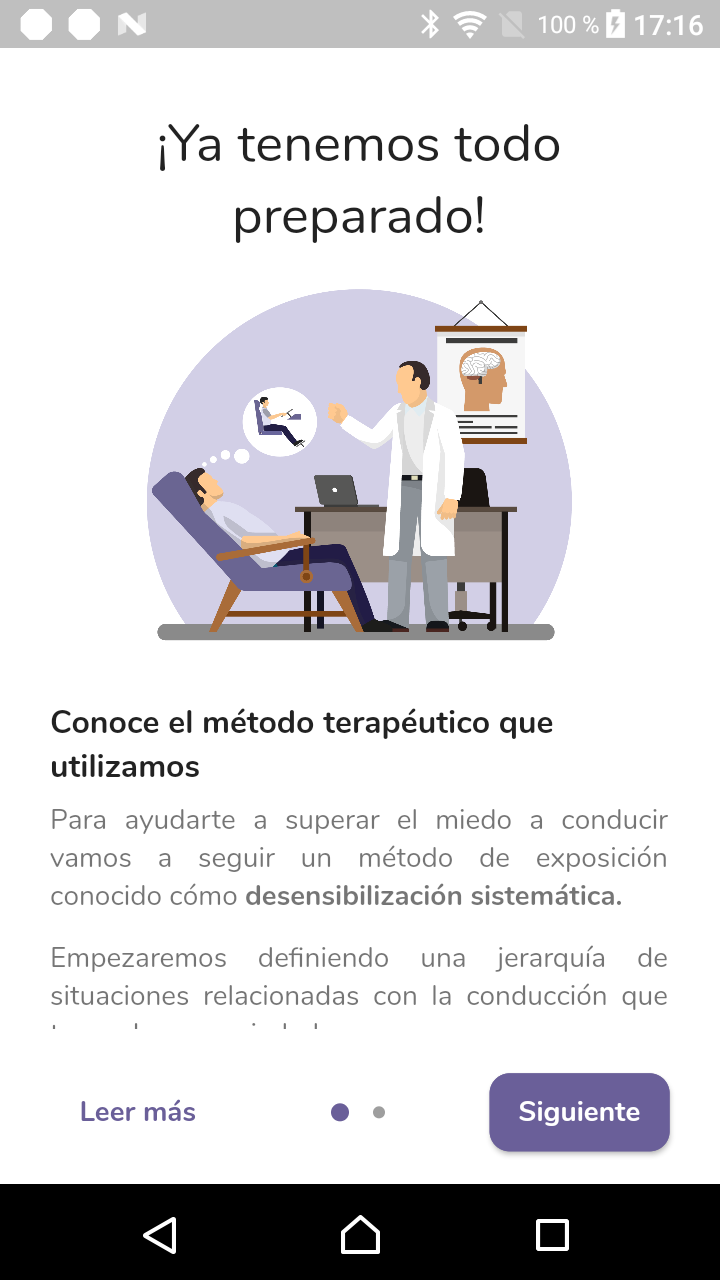 100 % 17:16
¡Ya tenemos todo
preparado!
Conoce el método terapéutico que
utilizamos
Para ayudarte a superar el miedo a conducir
vamos a seguir un método de exposición
conocido cómo desensibilización sistemática.
Empezaremos definiendo una jerarquía de
situaciones relacionadas con la conducción que
Leer más
Siguiente